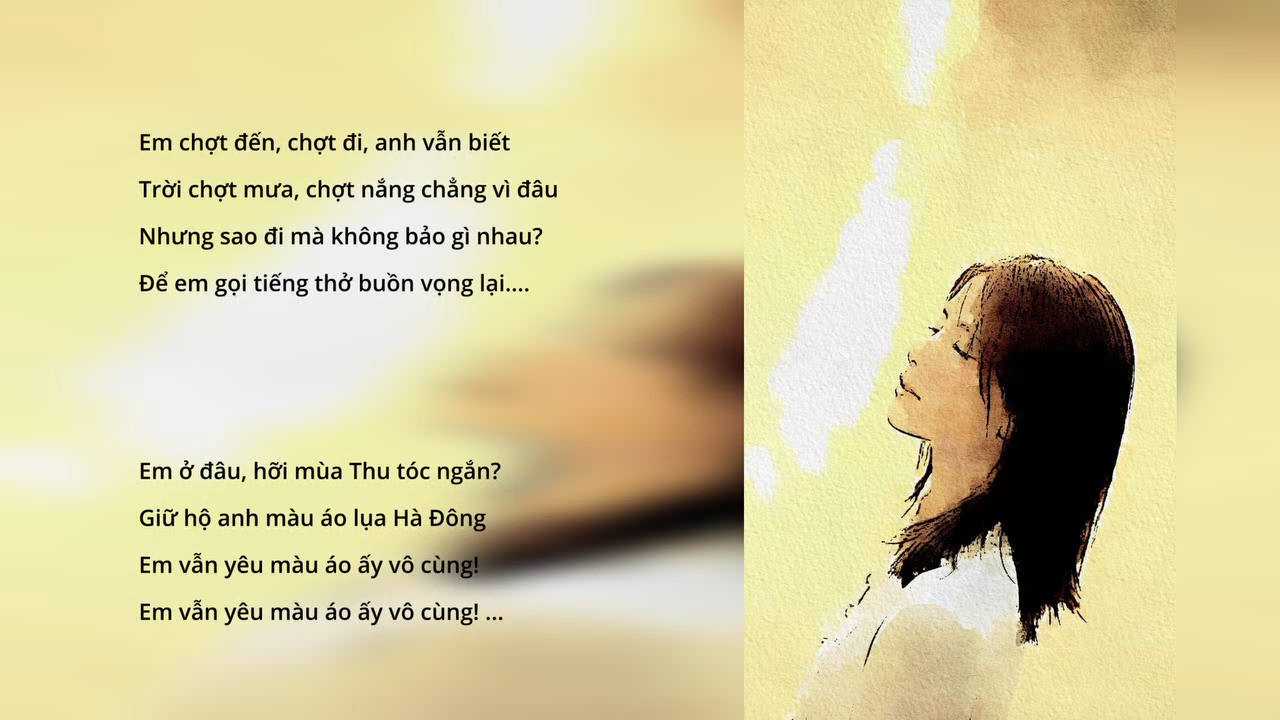 Em chợt đến, chợt đi, anh vẫn biết
Trời chợt mưa, chợt nắng chẳng vì đâu
Nhưng sao đi mà không bảo gì nhau?
Để em gọi tiếng thở buồn vọng lại....
Em ở đâu, hỡi mùa Thu tóc ngắn?
Giữ hộ anh màu áo lụa Hà Đông
Em vẫn yêu màu áo ấy vô cùng!
Em vẫn yêu màu áo ấy vô cùng! ...